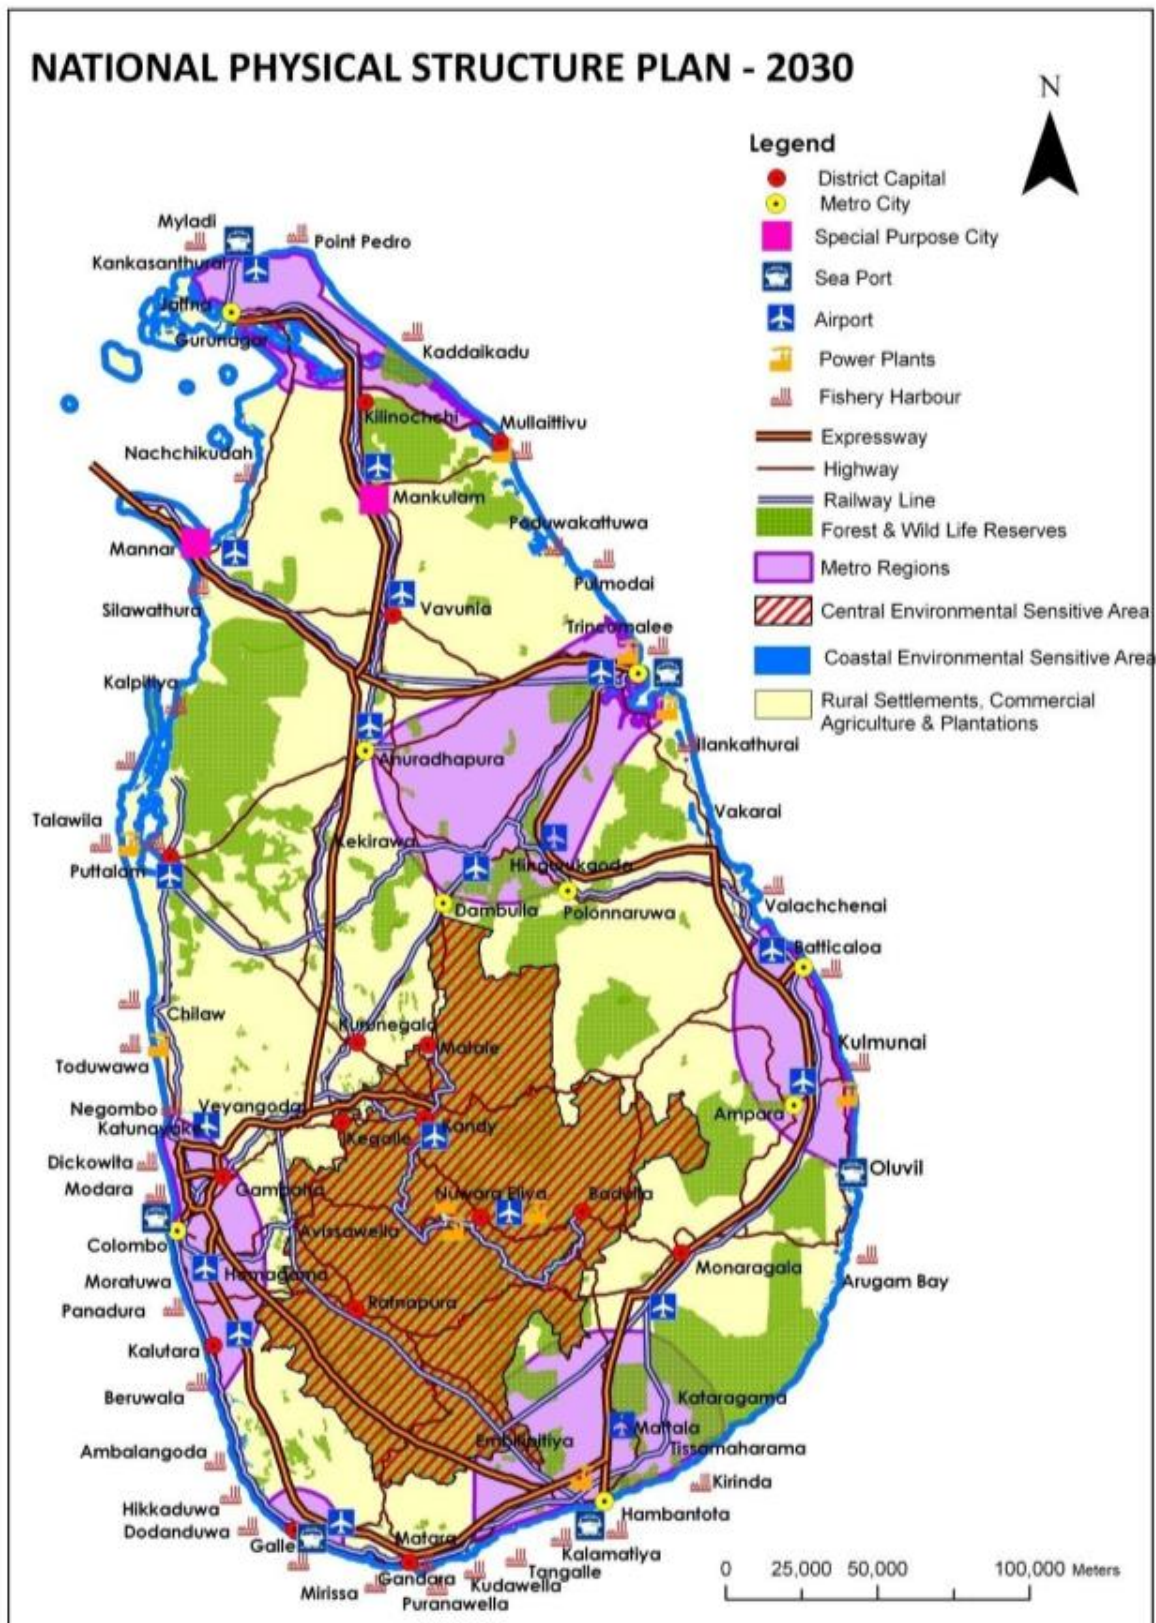 NATIONAL PHYSICAL STRUCTURE PLAN - 2030
N
Legend
District Capital
Metro City
Special Purpose City
Sea Port
Airport
Power Plants
Fishery Harbour
Expressway
Highway
Railway Line
Forest & Wild Life Reserves
Metro Regions
Central Environmental Sensitive Area
Coastal Environmental Sensitive Area
Rural Settlements, Commercial
Agriculture & Plantations
Myladi
Point Pedro
Kankasanthurai
Jaffna
Gurunagar
Kaddaikadu
Kilinochchi
Mullaittivu
Nachchikudah
Mankulam
Poduwakattuwa
Mannar
Pulmodai
Silawathura
Vavunia
Trincomalee
Kalpitiya
Illankathurai
Anuradhapura
Vakarai
Talawila
Kekirawa
Puttalam
Hingurukgoda
Dambulla
Polonnaruwa
Valachchenai
Batticaloa
Chilaw
Kurunegala
Matale
Kulmunai
Toduwawa
Negombo
Veyangoda
Ampara
Katunayake
Kegalle
Kandy
Dickowita
Oluvil
Modara
Gampaha
Nuwara Eliya
Badulla
Avissawella
Colombo
Monaragala
Moratuwa
Homagama
Arugam Bay
Panadura
Ratnapura
Kalutara
Beruwala
Kataragama
Mattala
Embilipitiya
Tissamaharama
Ambalangoda
Kirinda
Hikkaduwa
Hambantota
Dodanduwa
Galle
Matara
Kalamatiya
Tangalle
Gandara
Kudawella
Mirissa
Puranawella
0 25,000 50,000 100,000 Meters